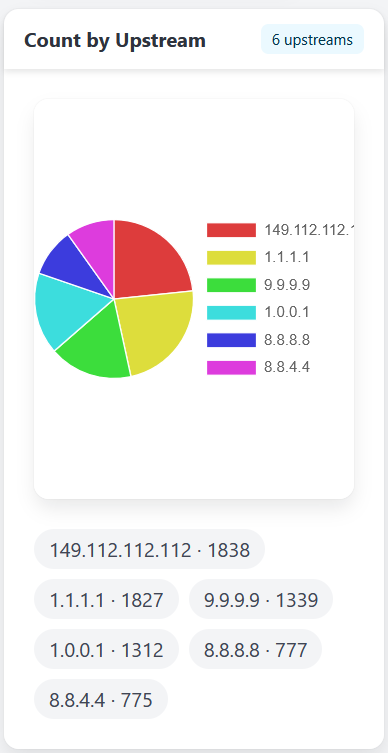 Count by Upstream
6 upstreams
149.112.112.1
1.1.1.1
9.9.9.9
1.0.0.1
8.8.8.8
8.8.4.4
149.112.112.112 · 1838
1.1.1.1 · 1827
9.9.9.9 · 1339
1.0.0.1 · 1312
8.8.8.8 · 777
8.8.4.4 · 775